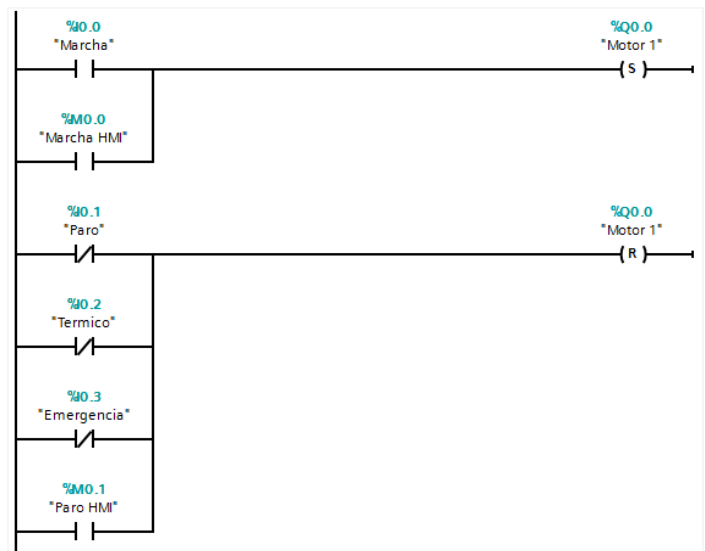 %I0.0
"Marcha"
%Q0.0
"Motor 1"
S
%M0.0
"Marcha HMI"
%I0.1
"Paro"
%Q0.0
"Motor 1"
R
%I0.2
"Termico"
%I0.3
"Emergencia"
%M0.1
"Paro HMI"